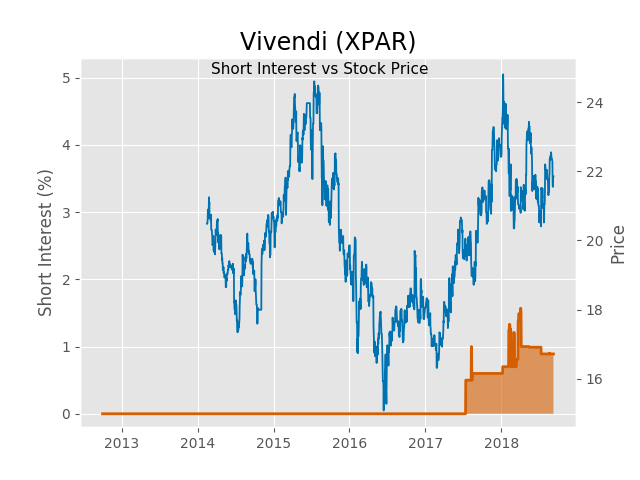 Vivendi (XPAR)
Short Interest vs Stock Price
Short Interest (%)
5
4
3
2
1
0
24
22
20
18
16
Price
2013 2014 2015 2016 2017 2018